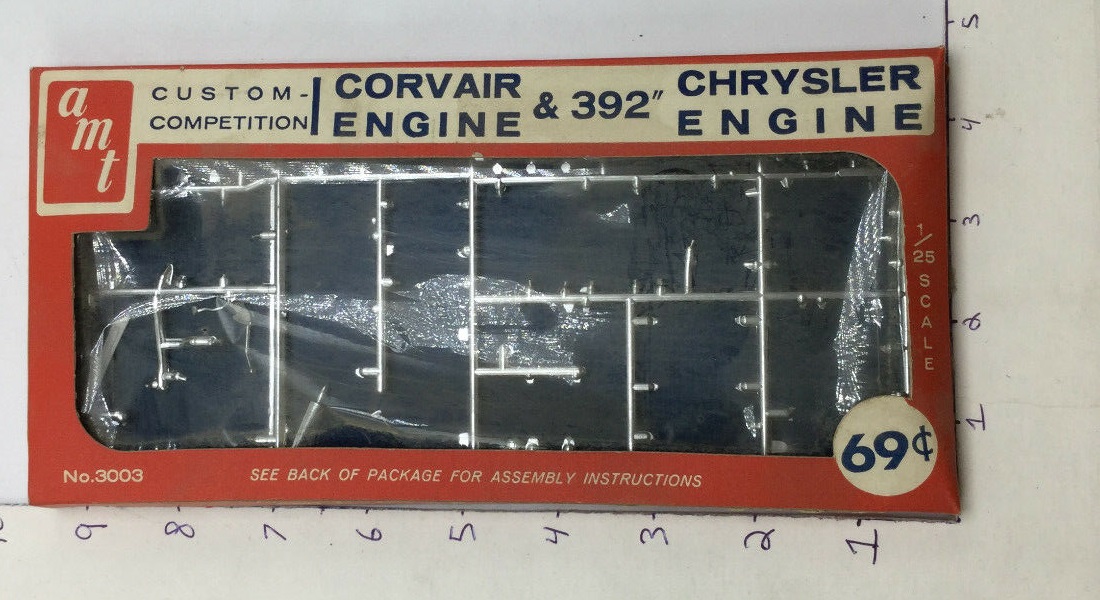 amt
CUSTOM-
COMPETITION
CORVAIR
ENGINE
& 392"
CHRYSLER
ENGINE
1/25 SCALE
69¢
No.3003
SEE BACK OF PACKAGE FOR ASSEMBLY INSTRUCTIONS
5
4
3
2
1
9 8 7 6 5 4 3 2 1